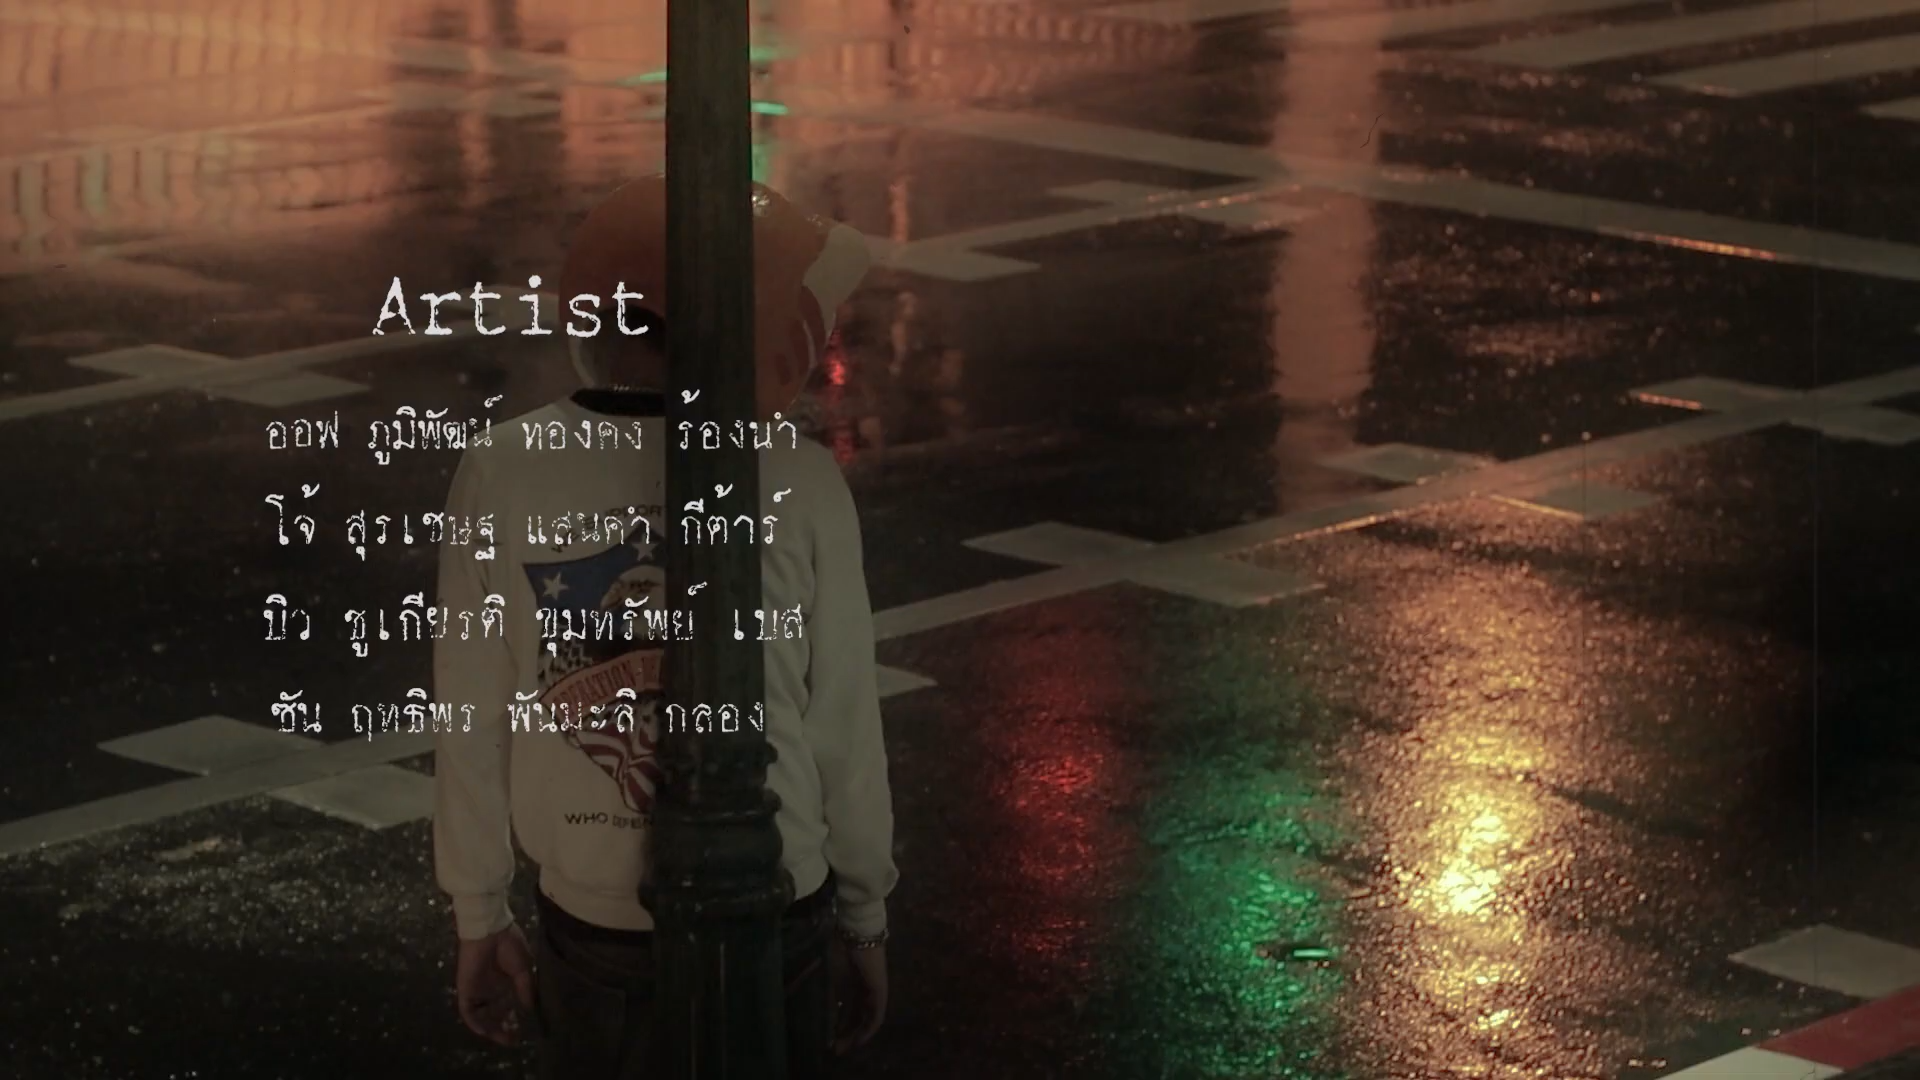 Artist
ออฟ ภูมิพัฒน์ ทองคง ร้องนำ
โจ้ สุรเชษฐ แสนคำ กีต้าร์
บิว ชูเกียรติ ขุมทรัพย์ เบส
ซัน ฤทธิพร พันมะลิ กลอง
WHO